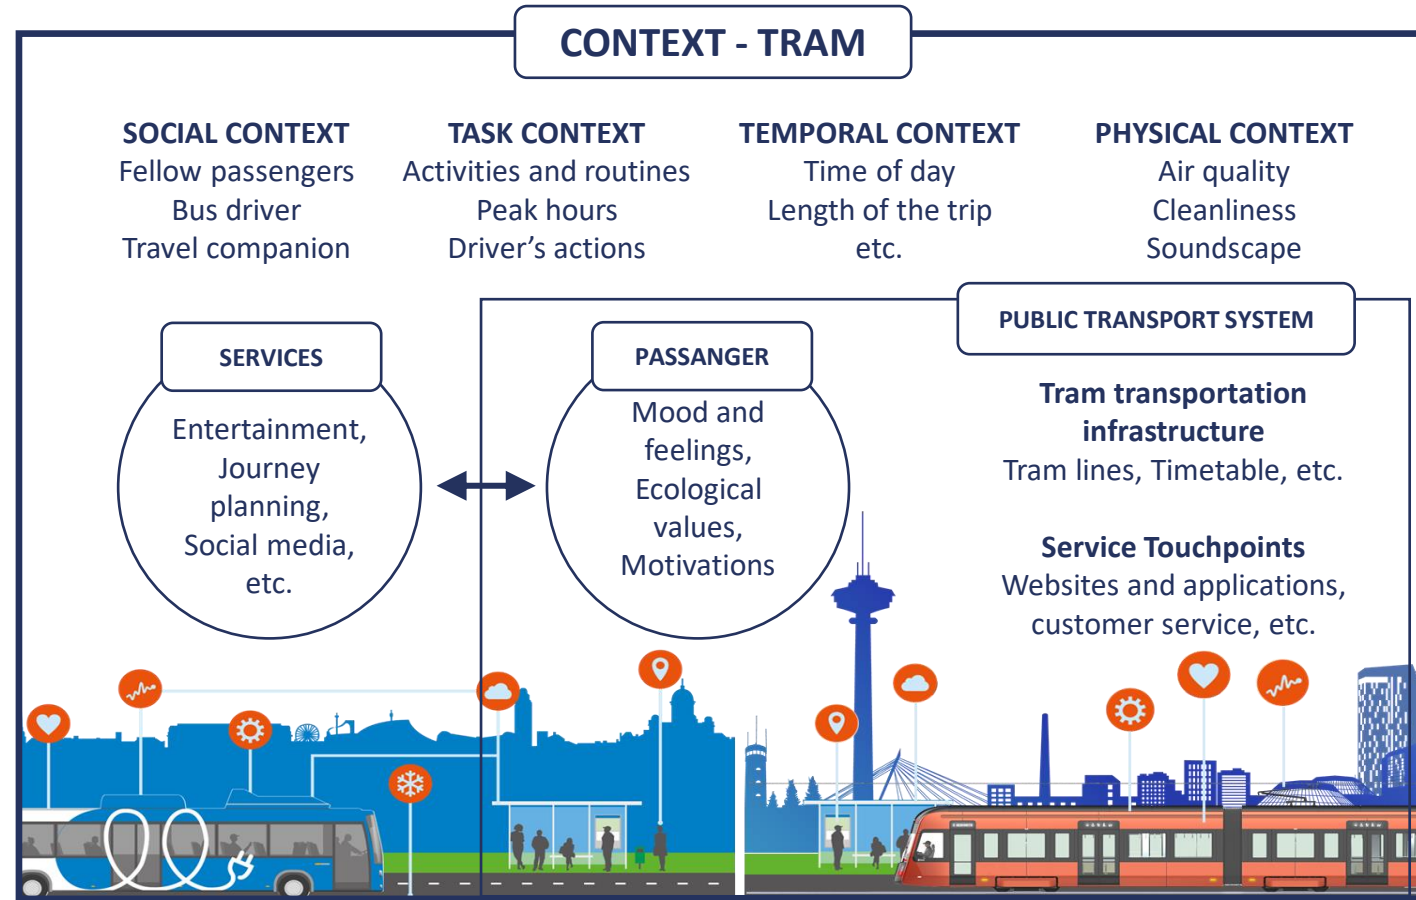 CONTEXT - TRAM
SOCIAL CONTEXT
Fellow passengers
Bus driver
Travel companion
TASK CONTEXT
Activities and routines
Peak hours
Driver's actions
TEMPORAL CONTEXT
Time of day
Length of the trip
etc.
PHYSICAL CONTEXT
Air quality
Cleanliness
Soundscape
SERVICES
Entertainment,
Journey
planning,
Social media,
etc.
PASSANGER
Mood and
feelings,
Ecological
values,
Motivations
PUBLIC TRANSPORT SYSTEM
Tram transportation
infrastructure
Tram lines, Timetable, etc.
Service Touchpoints
Websites and applications,
customer service, etc.